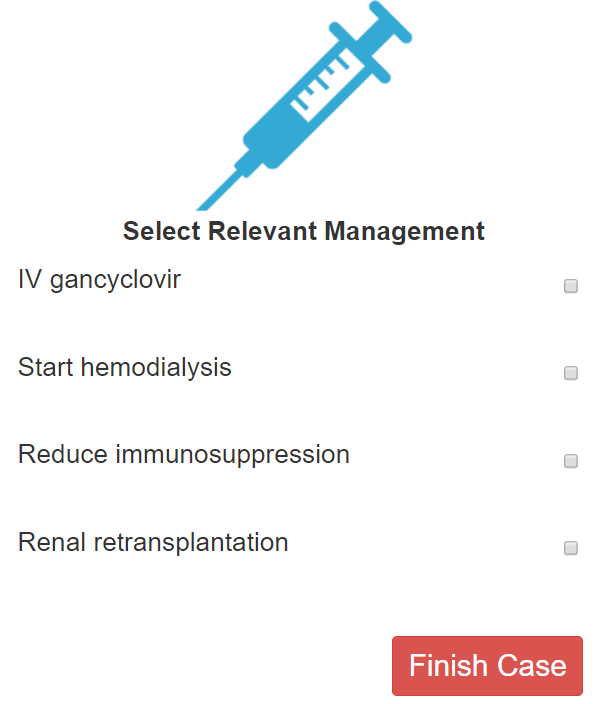 Select Relevant Management
IV gancyclovir
Start hemodialysis
Reduce immunosuppression
Renal retransplantation
Finish Case